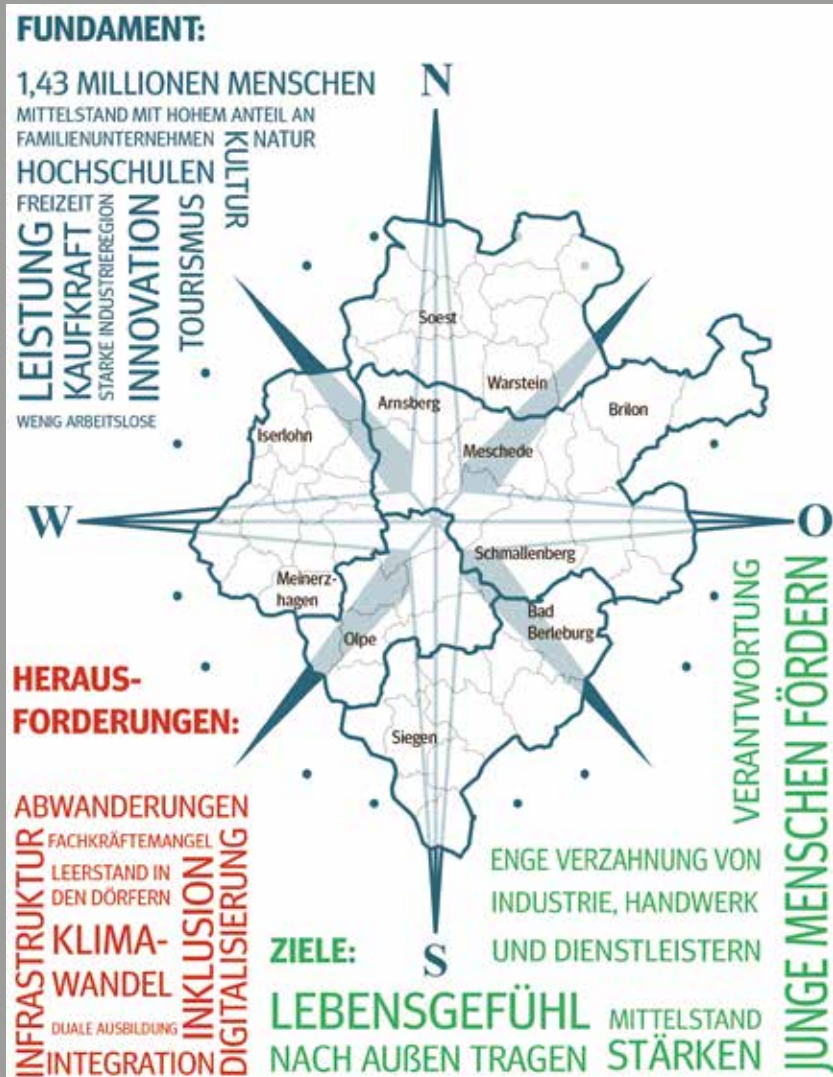 FUNDAMENT:
1,43 MILLIONEN MENSCHEN
MITTELSTAND MIT HOHEM ANTEIL AN
FAMILIENUNTERNEHMEN
KULTUR
NATUR
HOCHSCHULEN
FREIZEIT
LEISTUNG
KAUFKRAFT
STARKE INDUSTRIEREGION
INNOVATION
TOURISMUS
WENIG ARBEITSLOSE
N
W
O
S
Soest
Warstein
Arnsberg
Brilon
Iserlohn
Meschede
Schmallenberg
Meinerz-
hagen
Bad
Berleburg
Olpe
Siegen
HERAUS-
FORDERUNGEN:
ABWANDERUNGEN
INFRASTRUKTUR
FACHKRÄFTEMANGEL
LEERSTAND IN
DEN DÖRFERN
KLIMA-
WANDEL
INKLUSION
DIGITALISIERUNG
DUALE AUSBILDUNG
INTEGRATION
ZIELE:
LEBENSGEFÜHL
NACH AUßEN TRAGEN
ENGE VERZAHNUNG VON
INDUSTRIE, HANDWERK
UND DIENSTLEISTERN
MITTELSTAND
STÄRKEN
VERANTWORTUNG
JUNGE MENSCHEN FÖRDERN